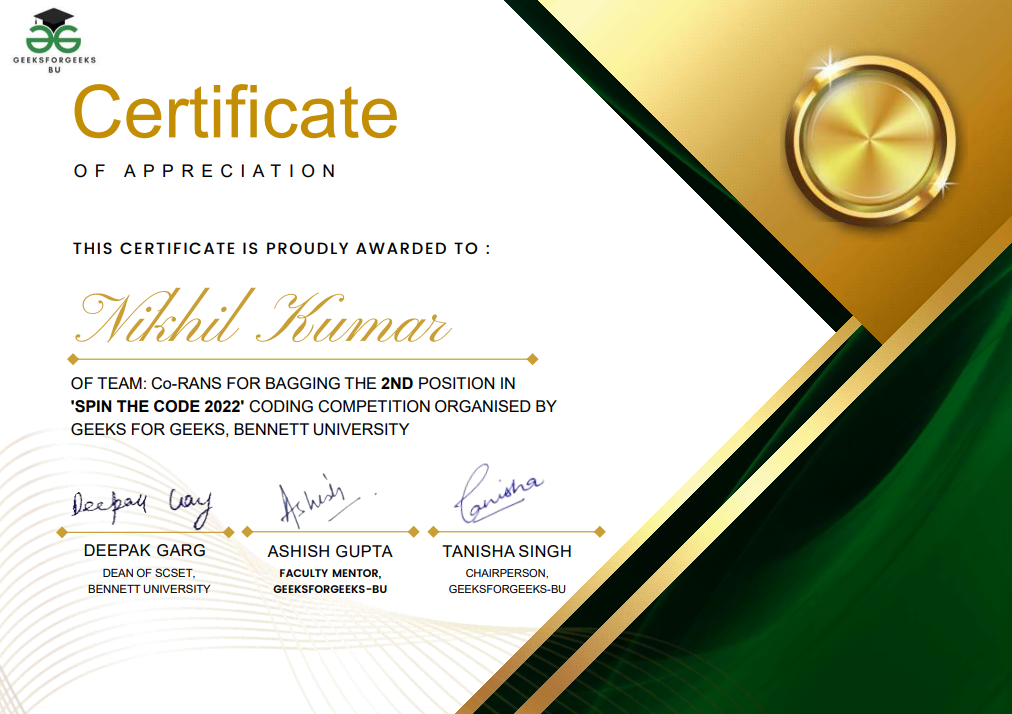 GEEKSFORGEEKS
BU
Certificate
OF APPRECIATION
THIS CERTIFICATE IS PROUDLY AWARDED TO :
Nikhil Kumar
OF TEAM: Co-RANS FOR BAGGING THE 2ND POSITION IN
'SPIN THE CODE 2022' CODING COMPETITION ORGANISED BY
GEEKS FOR GEEKS, BENNETT UNIVERSITY
Deepak Garg Ashish Tanisha
DEEPAK GARG ASHISH GUPTA TANISHA SINGH
DEAN OF SCSET, FACULTY MENTOR, CHAIRPERSON,
BENNETT UNIVERSITY GEEKSFORGEEKS-BU GEEKSFORGEEKS-BU